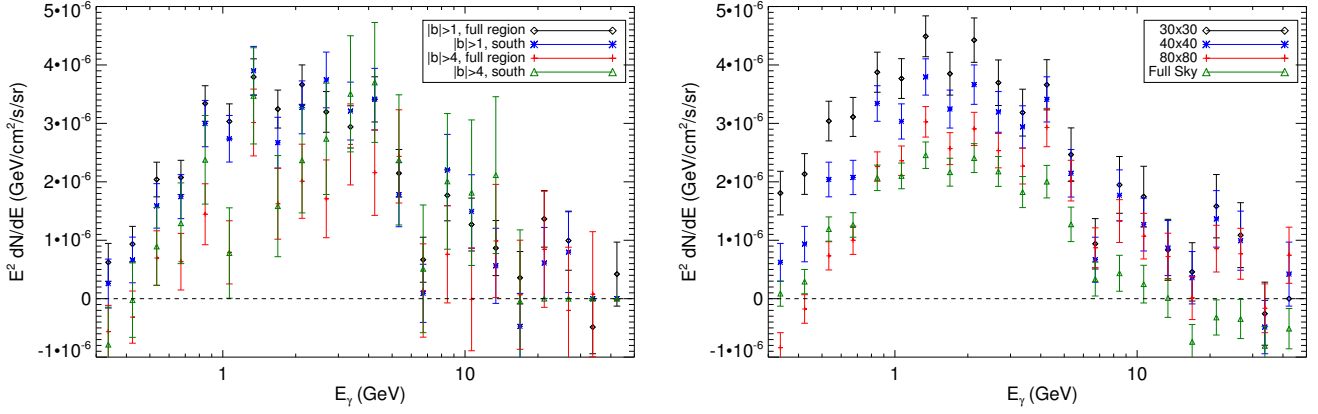 |b|>1, full region
|b|>1, south
|b|>4, full region
|b|>4, south
5•10⁻⁶
4•10⁻⁶
3•10⁻⁶
2•10⁻⁶
1•10⁻⁶
0
-1•10⁻⁶
E² dN/dE (GeV/cm²/s/sr)
1
10
Eγ (GeV)
30x30
40x40
80x80
Full Sky
5•10⁻⁶
4•10⁻⁶
3•10⁻⁶
2•10⁻⁶
1•10⁻⁶
0
-1•10⁻⁶
E² dN/dE (GeV/cm²/s/sr)
1
10
Eγ (GeV)